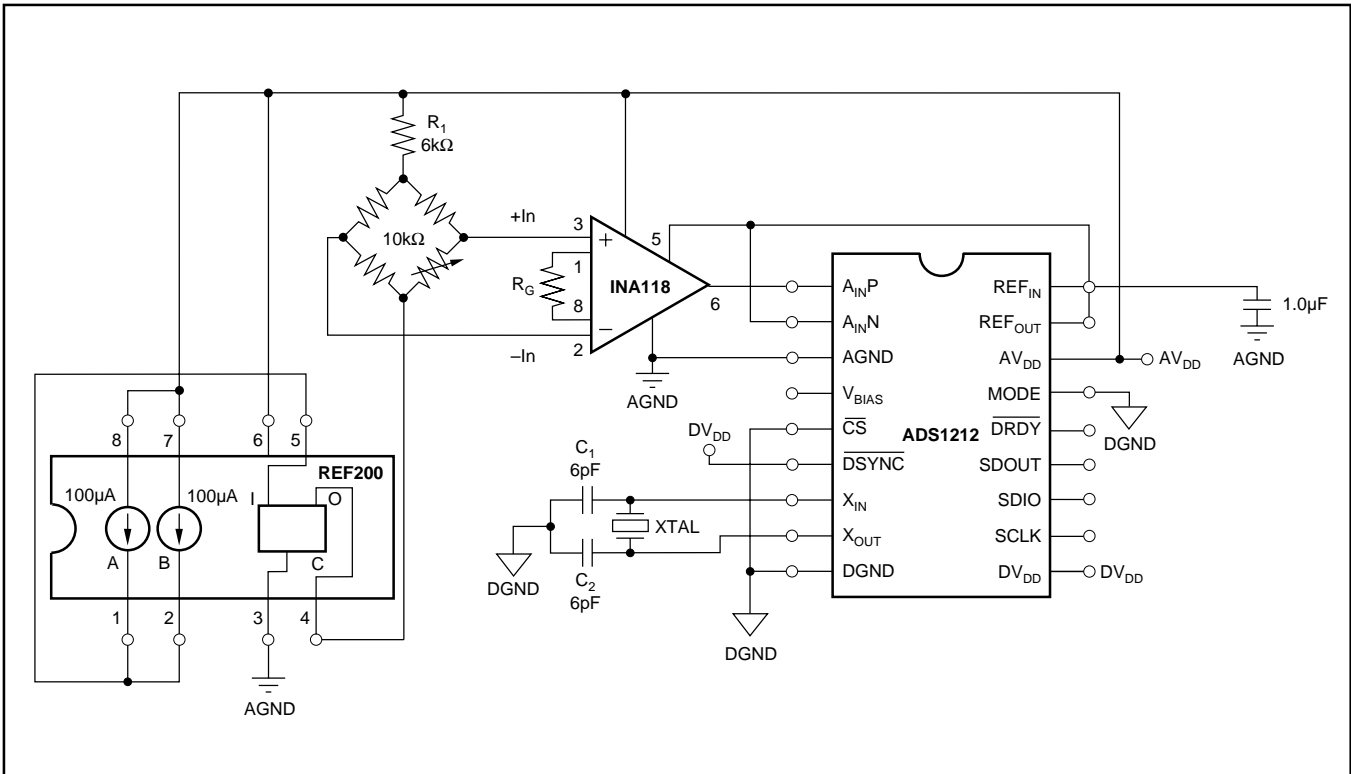 R1
6kΩ
10kΩ
+In
–In
3
1
8
2
5
6
+
–
RG
INA118
AGND
8
7
6
5
REF200
100µA
100µA
I
O
A
B
C
1
2
3
4
AGND
AINP
AINN
AGND
VBIAS
CS
DSYNC
XIN
XOUT
DGND
ADS1212
REFIN
REFOUT
AVDD
MODE
DRDY
SDOUT
SDIO
SCLK
DVDD
1.0µF
AGND
AVDD
DGND
DVDD
DVDD
C1
6pF
XTAL
C2
6pF
DGND
DGND